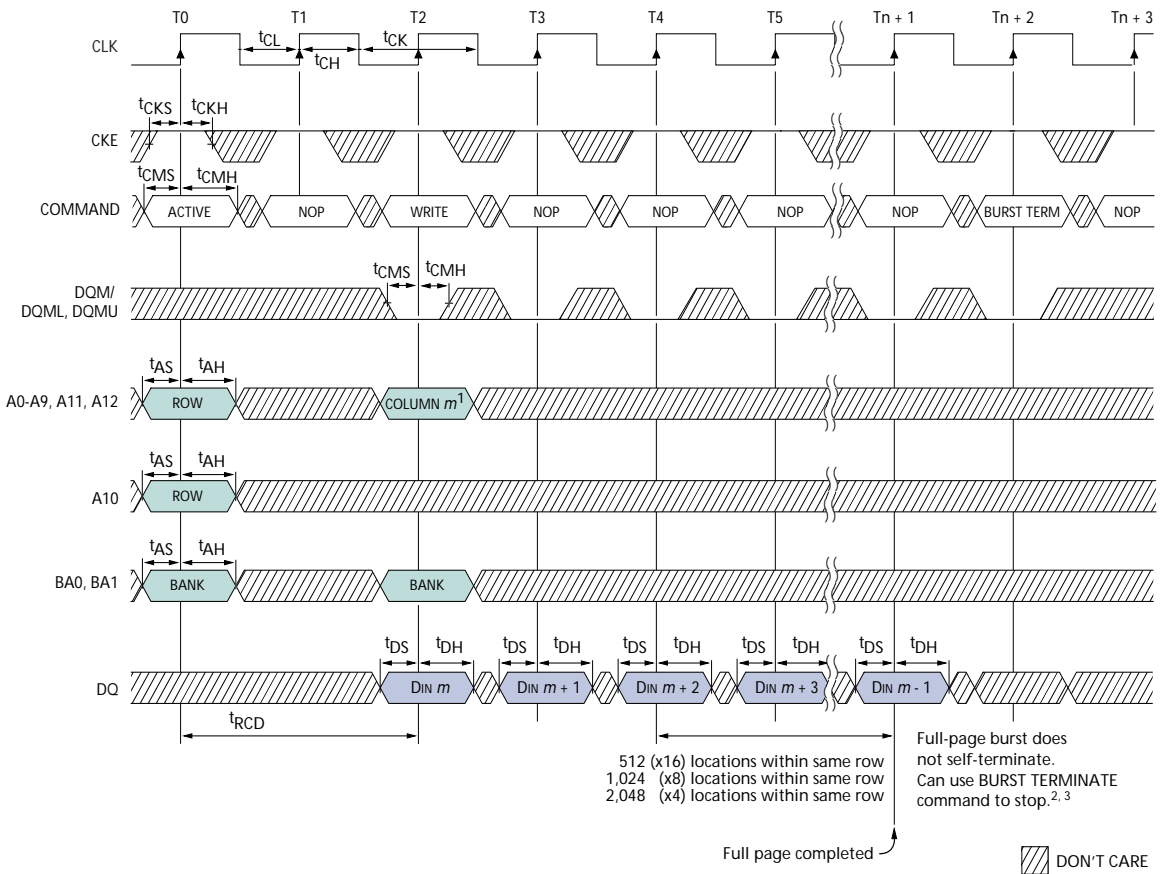 T0 T1 T2 T3 T4 T5 Tn + 1 Tn + 2 Tn + 3
CLK
tCL
tCH
tCK
tCKS tCKH
CKE
tCMS tCMH
COMMAND ACTIVE NOP WRITE NOP NOP NOP NOP BURST TERM NOP
tCMS tCMH
DQM/
DQML, DQMU
tAS tAH
A0-A9, A11, A12 ROW COLUMN m1
tAS tAH
A10 ROW
tAS tAH
BA0, BA1 BANK BANK
tDS tDH tDS tDH tDS tDH tDS tDH tDS tDH
DQ DIN m DIN m + 1 DIN m + 2 DIN m + 3 DIN m - 1
tRCD
512 (x16) locations within same row
1,024 (x8) locations within same row
2,048 (x4) locations within same row
Full-page burst does
not self-terminate.
Can use BURST TERMINATE
command to stop.2, 3
Full page completed
DON'T CARE